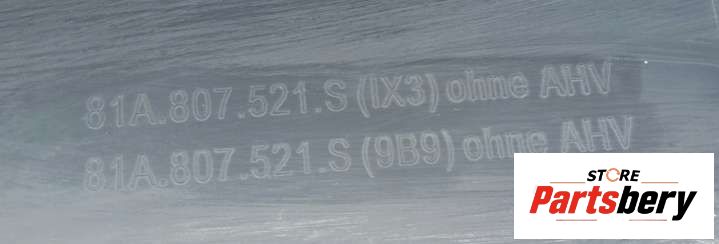 81A.807.521.S (IX3) ohne AHV
81A.807.521.S (9B9) ohne AHV
STORE
Partsbery